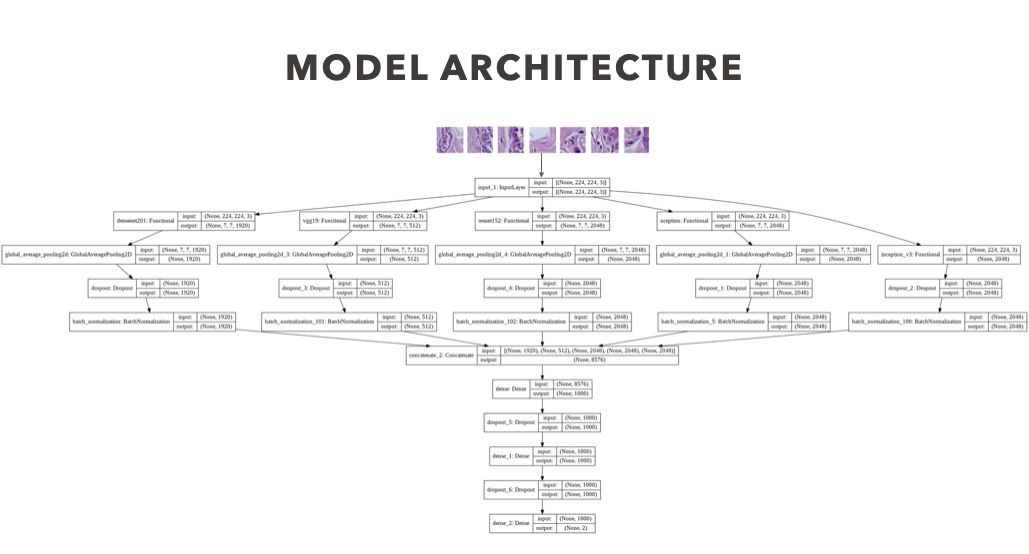 MODEL ARCHITECTURE
input_1: InputLayer input: [(None, 224, 224, 3)]
output: [(None, 224, 224, 3)]
densenet201: Functional input: (None, 224, 224, 3)
output: (None, 7, 7, 1920)
vgg19: Functional input: (None, 224, 224, 3)
output: (None, 7, 7, 512)
resnet152: Functional input: (None, 224, 224, 3)
output: (None, 7, 7, 2048)
xception: Functional input: (None, 224, 224, 3)
output: (None, 7, 7, 2048)
global_average_pooling2d: GlobalAveragePooling2D input: (None, 7, 7, 1920)
output: (None, 1920)
global_average_pooling2d_3: GlobalAveragePooling2D input: (None, 7, 7, 512)
output: (None, 512)
global_average_pooling2d_4: GlobalAveragePooling2D input: (None, 7, 7, 2048)
output: (None, 2048)
global_average_pooling2d_1: GlobalAveragePooling2D input: (None, 7, 7, 2048)
output: (None, 2048)
inception_v3: Functional input: (None, 224, 224, 3)
output: (None, 2048)
dropout: Dropout input: (None, 1920)
output: (None, 1920)
dropout_3: Dropout input: (None, 512)
output: (None, 512)
dropout_4: Dropout input: (None, 2048)
output: (None, 2048)
dropout_1: Dropout input: (None, 2048)
output: (None, 2048)
dropout_2: Dropout input: (None, 2048)
output: (None, 2048)
batch_normalization: BatchNormalization input: (None, 1920)
output: (None, 1920)
batch_normalization_101: BatchNormalization input: (None, 512)
output: (None, 512)
batch_normalization_102: BatchNormalization input: (None, 2048)
output: (None, 2048)
batch_normalization_5: BatchNormalization input: (None, 2048)
output: (None, 2048)
batch_normalization_100: BatchNormalization input: (None, 2048)
output: (None, 2048)
concatenate_2: Concatenate input: [(None, 1920), (None, 512), (None, 2048), (None, 2048), (None, 2048)]
output: (None, 8576)
dense: Dense input: (None, 8576)
output: (None, 1000)
dropout_5: Dropout input: (None, 1000)
output: (None, 1000)
dense_1: Dense input: (None, 1000)
output: (None, 1000)
dropout_6: Dropout input: (None, 1000)
output: (None, 1000)
dense_2: Dense input: (None, 1000)
output: (None, 2)